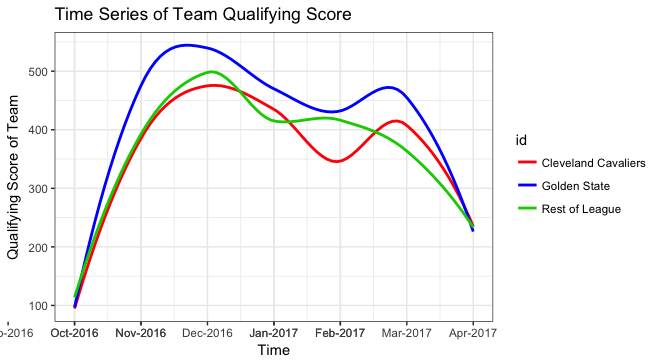 Time Series of Team Qualifying Score
Qualifying Score of Team
500
400
300
200
100
-2016 Oct-2016 Nov-2016 Dec-2016 Jan-2017 Feb-2017 Mar-2017 Apr-2017
Time
id
Cleveland Cavaliers
Golden State
Rest of League